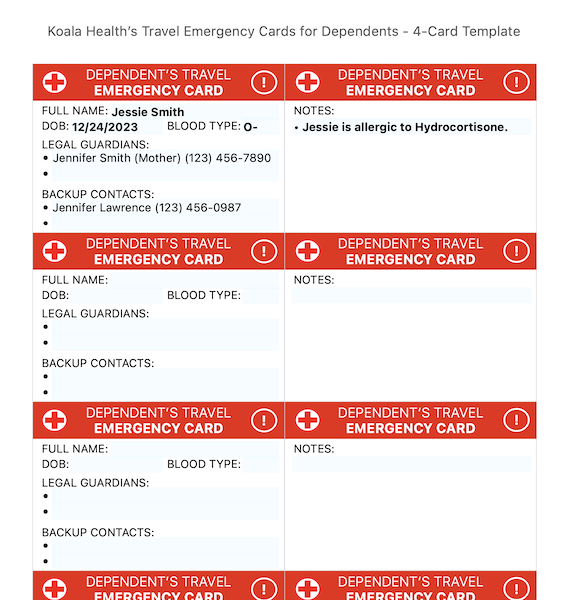 Koala Health’s Travel Emergency Cards for Dependents - 4-Card Template
DEPENDENT’S TRAVEL
EMERGENCY CARD
!
FULL NAME: Jessie Smith
DOB: 12/24/2023 BLOOD TYPE: O-
LEGAL GUARDIANS:
• Jennifer Smith (Mother) (123) 456-7890
•
BACKUP CONTACTS:
• Jennifer Lawrence (123) 456-0987
•
DEPENDENT’S TRAVEL
EMERGENCY CARD
!
NOTES:
• Jessie is allergic to Hydrocortisone.
DEPENDENT’S TRAVEL
EMERGENCY CARD
!
FULL NAME:
DOB: BLOOD TYPE:
LEGAL GUARDIANS:
•
•
BACKUP CONTACTS:
•
•
DEPENDENT’S TRAVEL
EMERGENCY CARD
!
NOTES:
DEPENDENT’S TRAVEL
EMERGENCY CARD
!
FULL NAME:
DOB: BLOOD TYPE:
LEGAL GUARDIANS:
•
•
BACKUP CONTACTS:
•
•
DEPENDENT’S TRAVEL
EMERGENCY CARD
!
NOTES:
DEPENDENT’S TRAVEL
EMERGENCY CARD
!
DEPENDENT’S TRAVEL
EMERGENCY CARD
!